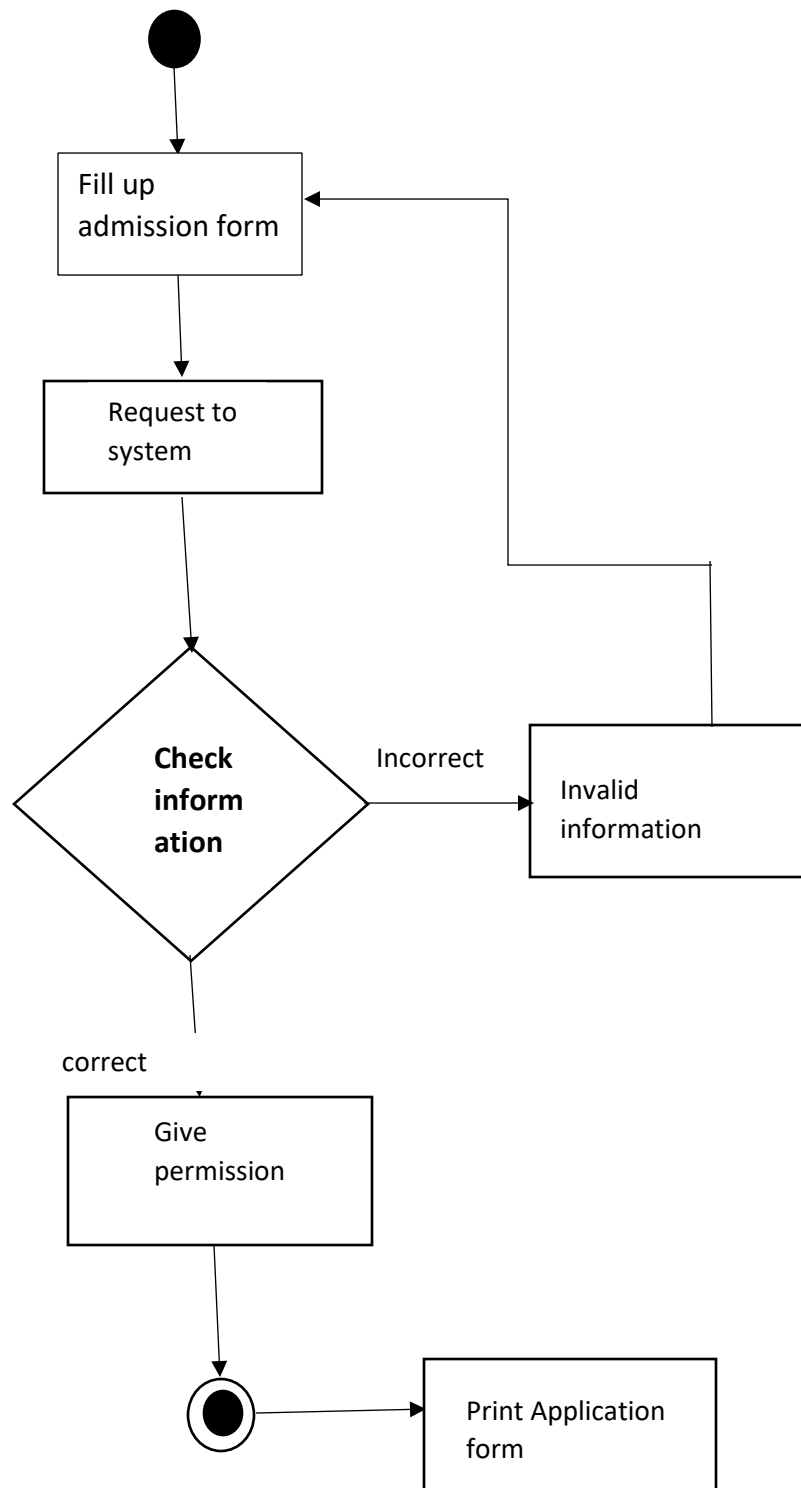 Fill up
admission form
Request to
system
Check
inform
ation
Incorrect
Invalid
information
correct
Give
permission
Print Application
form